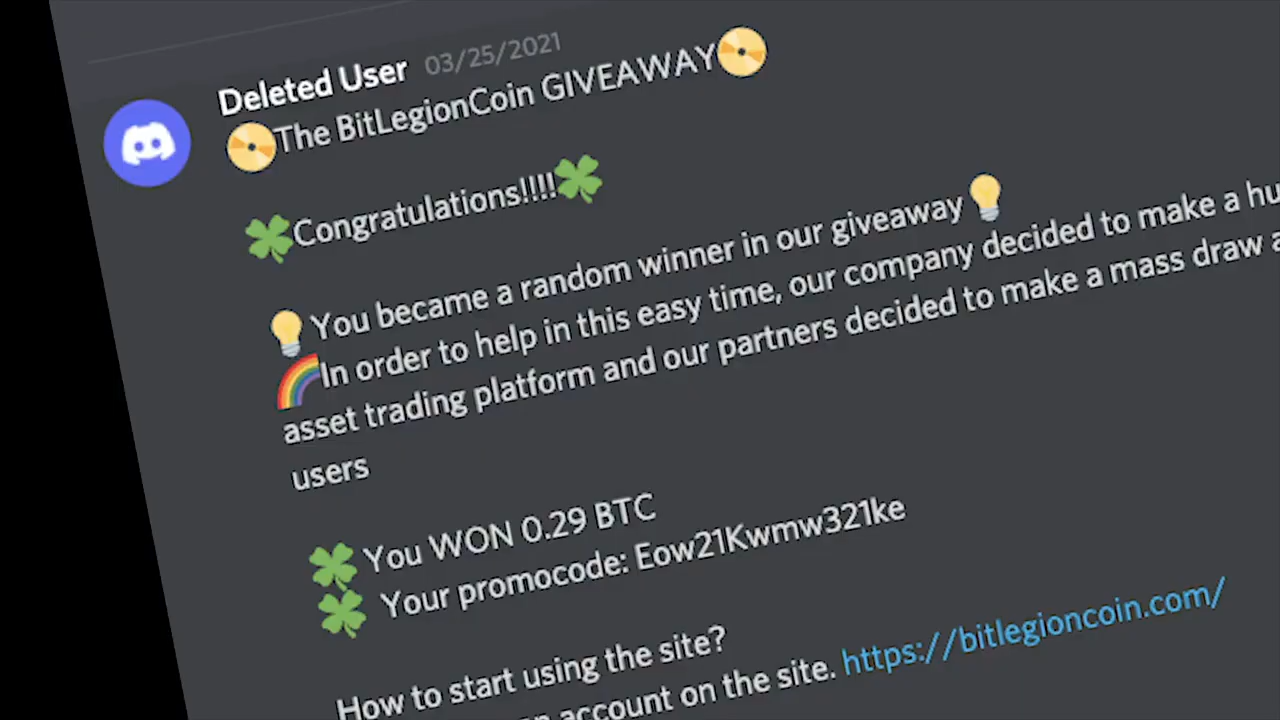 Deleted User 03/25/2021
The BitLegionCoin GIVEAWAY
Congratulations!!!!
You became a random winner in our giveaway
In order to help in this easy time, our company decided to make a
asset trading platform and our partners decided to make a mass draw
users
You WON 0.29 BTC
Your promocode: Eow21Kwmw321ke
How to start using the site?
account on the site. https://bitlegioncoin.com/